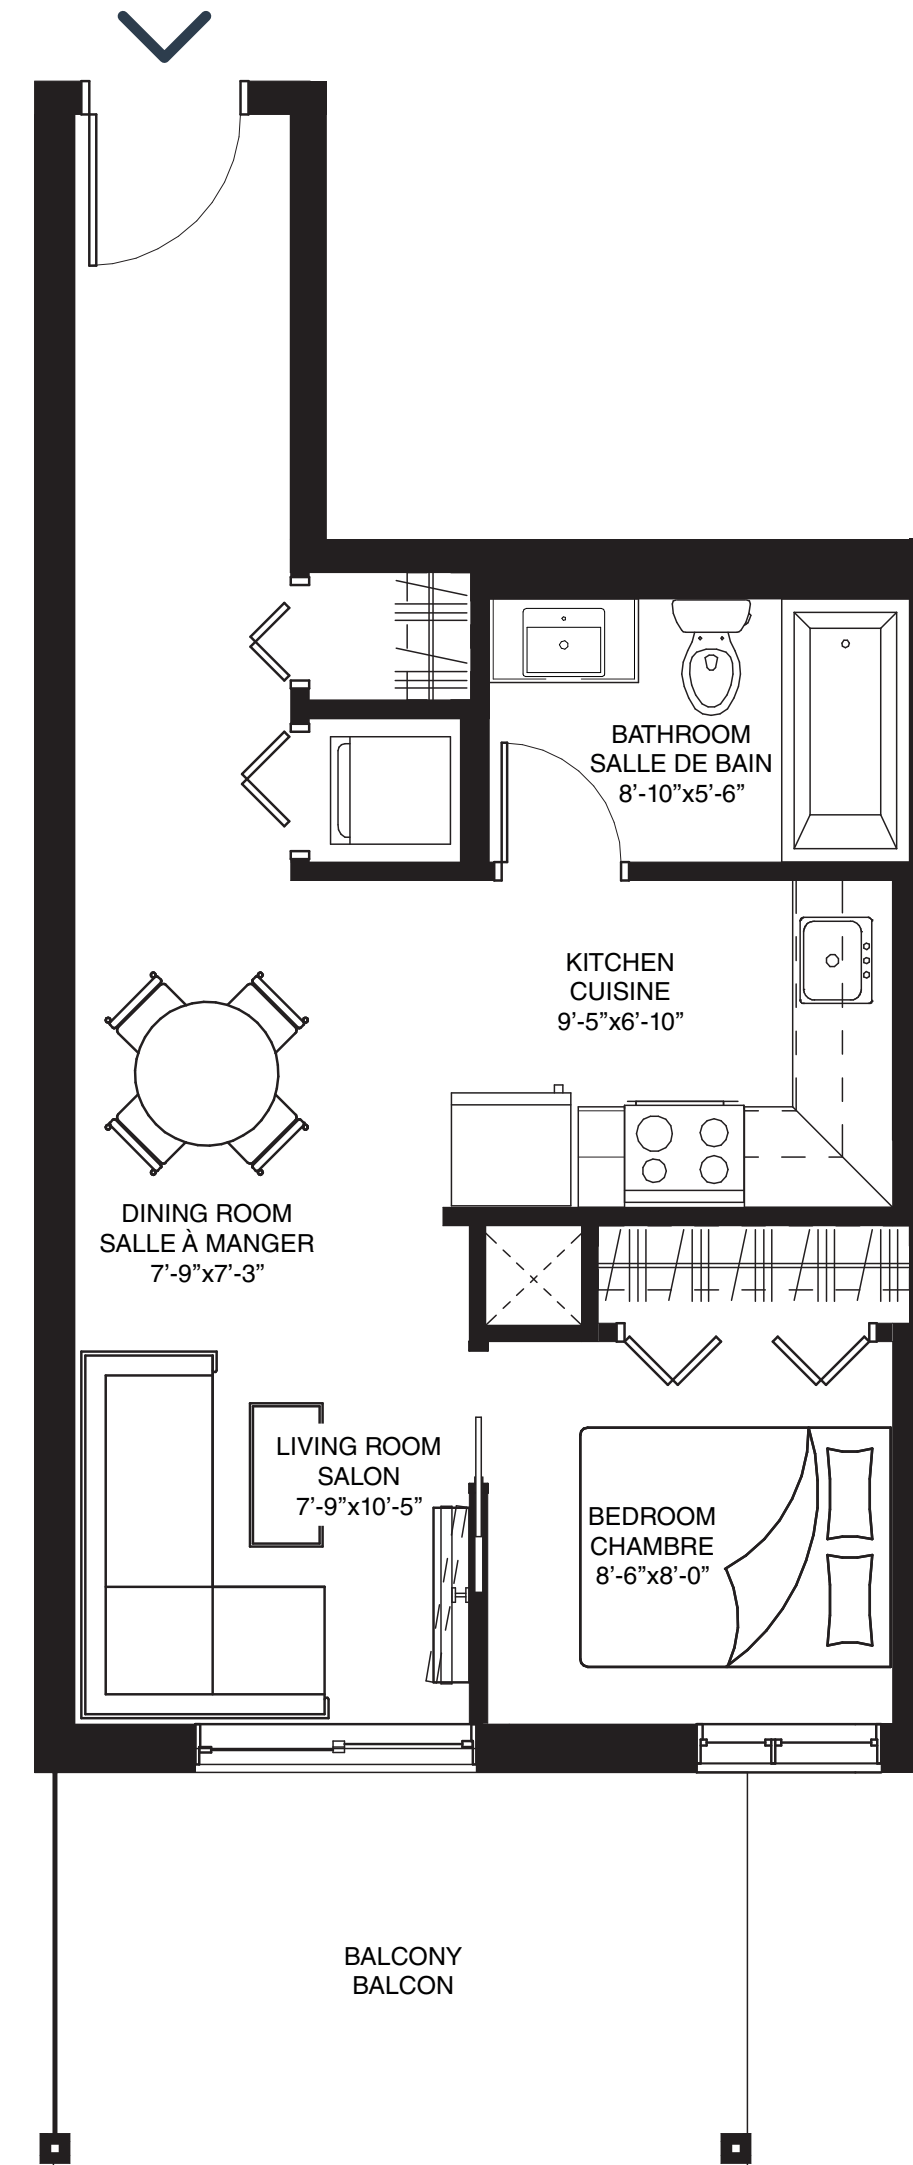 BATHROOM
SALLE DE BAIN
8’-10”x5’-6”
KITCHEN
CUISINE
9’-5”x6’-10”
DINING ROOM
SALLE À MANGER
7’-9”x7’-3”
LIVING ROOM
SALON
7’-9”x10’-5”
BEDROOM
CHAMBRE
8’-6”x8’-0”
BALCONY
BALCON